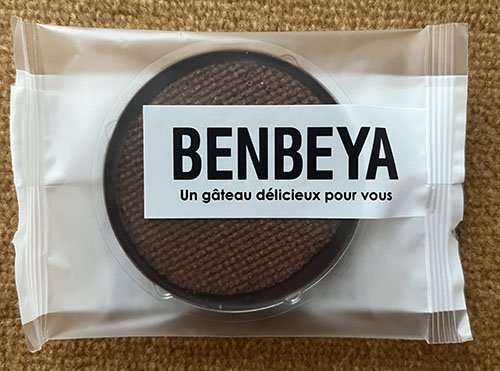 BENBEYA
Un gâteau délicieux pour vous